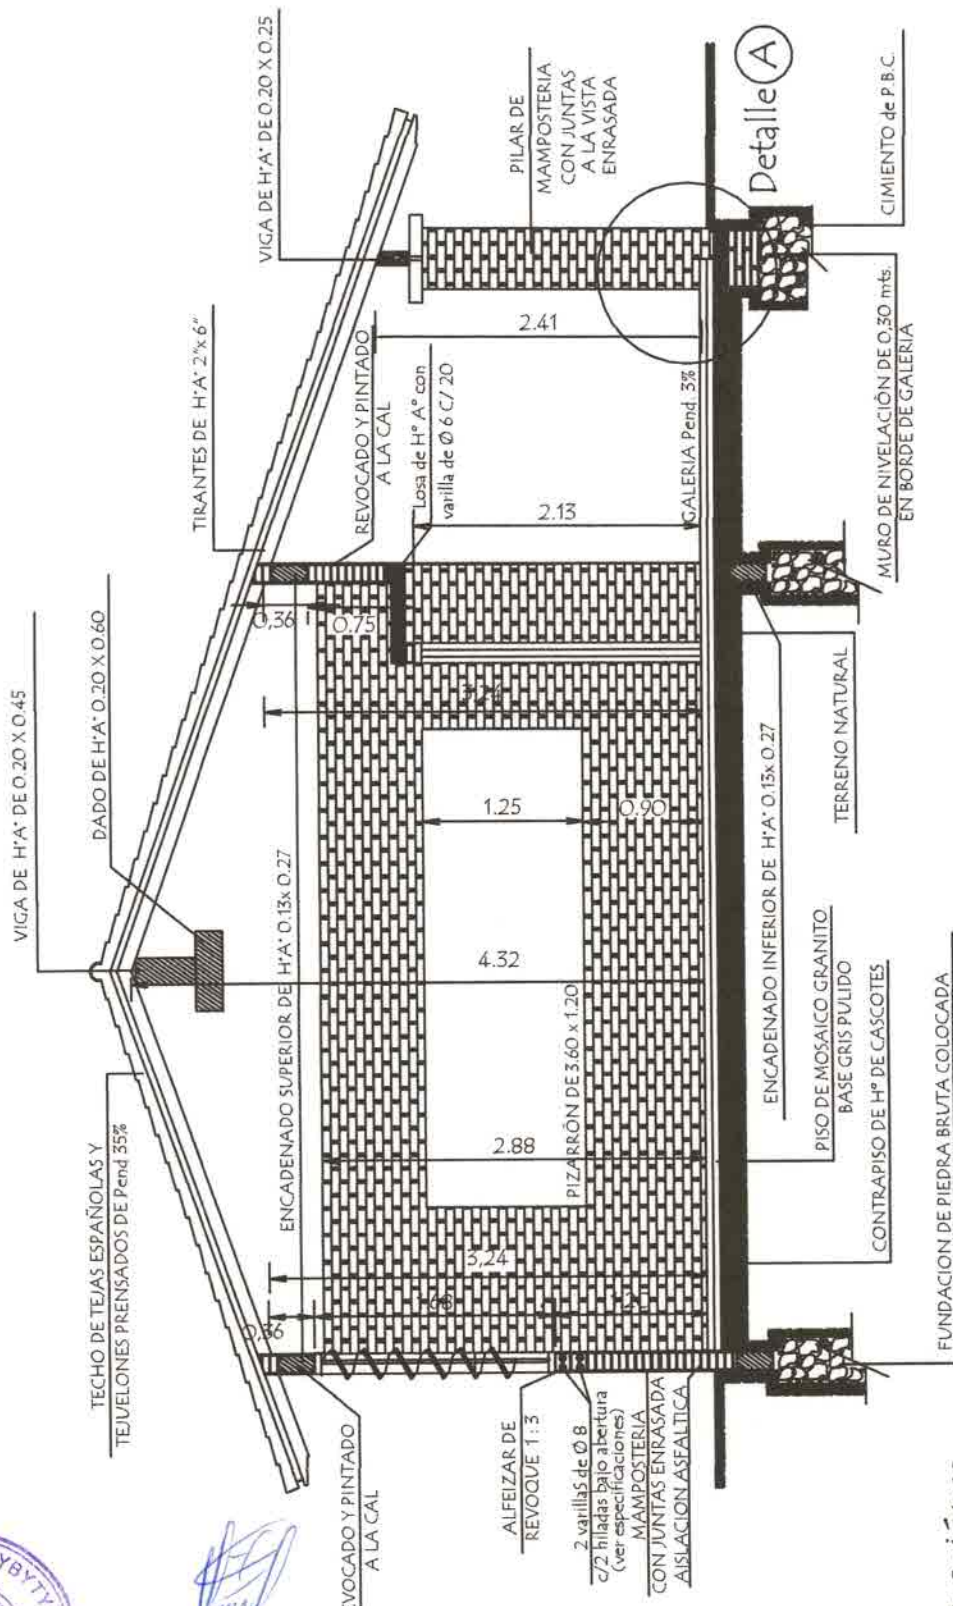 VIGA DE H°A° DE 0.20 X 0.45
DADO DE H°A° 0.20 X 0.60
TECHO DE TEJAS ESPAÑOLAS Y
TEJUELONES PRENSADOS DE Pend 35%
TIRANTES DE H°A° 2"x 6"
VIGA DE H°A° DE 0.20 X 0.25
REVOCADO Y PINTADO
A LA CAL
Losa de H° A° con
varilla de Ø 6 C/ 20
PILAR DE
MAMPOSTERIA
CON JUNTAS
A LA VISTA
ENRASADA
ENCADENADO SUPERIOR DE H°A° 0.13x 0.27
0,36
0.75
0,36
3,24
2.88
4.32
1.25
0.90
3,24
2.13
2.41
PIZARRÓN DE 3.60 x 1.20
GALERIA Pend. 3%
Detalle A
EVOCADO Y PINTADO
A LA CAL
ALFEIZAR DE
REVOQUE 1 : 3
2 varillas de Ø 8
c/2 hiladas bajo abertura
(ver especificaciones)
MAMPOSTERIA
CON JUNTAS ENRASADA
AISLACION ASFALTICA
ENCADENADO INFERIOR DE H°A° 0.13x 0.27
TERRENO NATURAL
PISO DE MOSAICO GRANITO
BASE GRIS PULIDO
CONTRAPISO DE H° DE CASCOTES
FUNDACION DE PIEDRA BRUTA COLOCADA
MURO DE NIVELACIÓN DE 0,30 mts.
EN BORDE DE GALERIA
CIMIENTO de P.B.C.